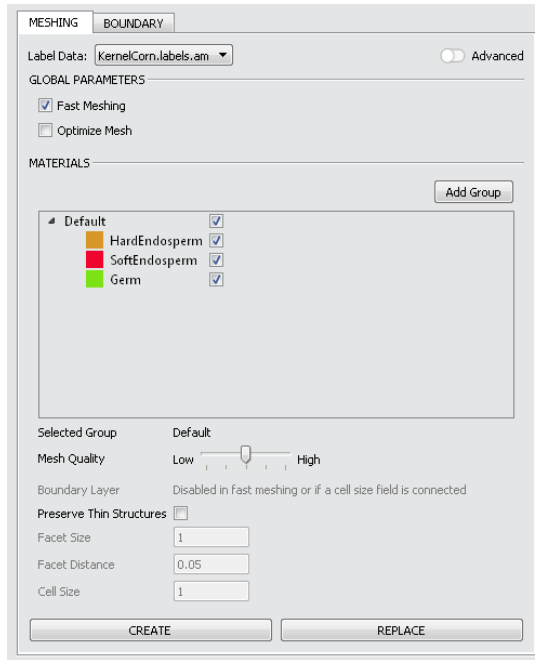 MESHING BOUNDARY
Label Data: KernelCorn.labels.am Advanced
GLOBAL PARAMETERS
Fast Meshing
Optimize Mesh
MATERIALS
Add Group
Default
HardEndosperm
SoftEndosperm
Germ
Selected Group Default
Mesh Quality Low High
Boundary Layer Disabled in fast meshing or if a cell size field is connected
Preserve Thin Structures
Facet Size 1
Facet Distance 0.05
Cell Size 1
CREATE REPLACE